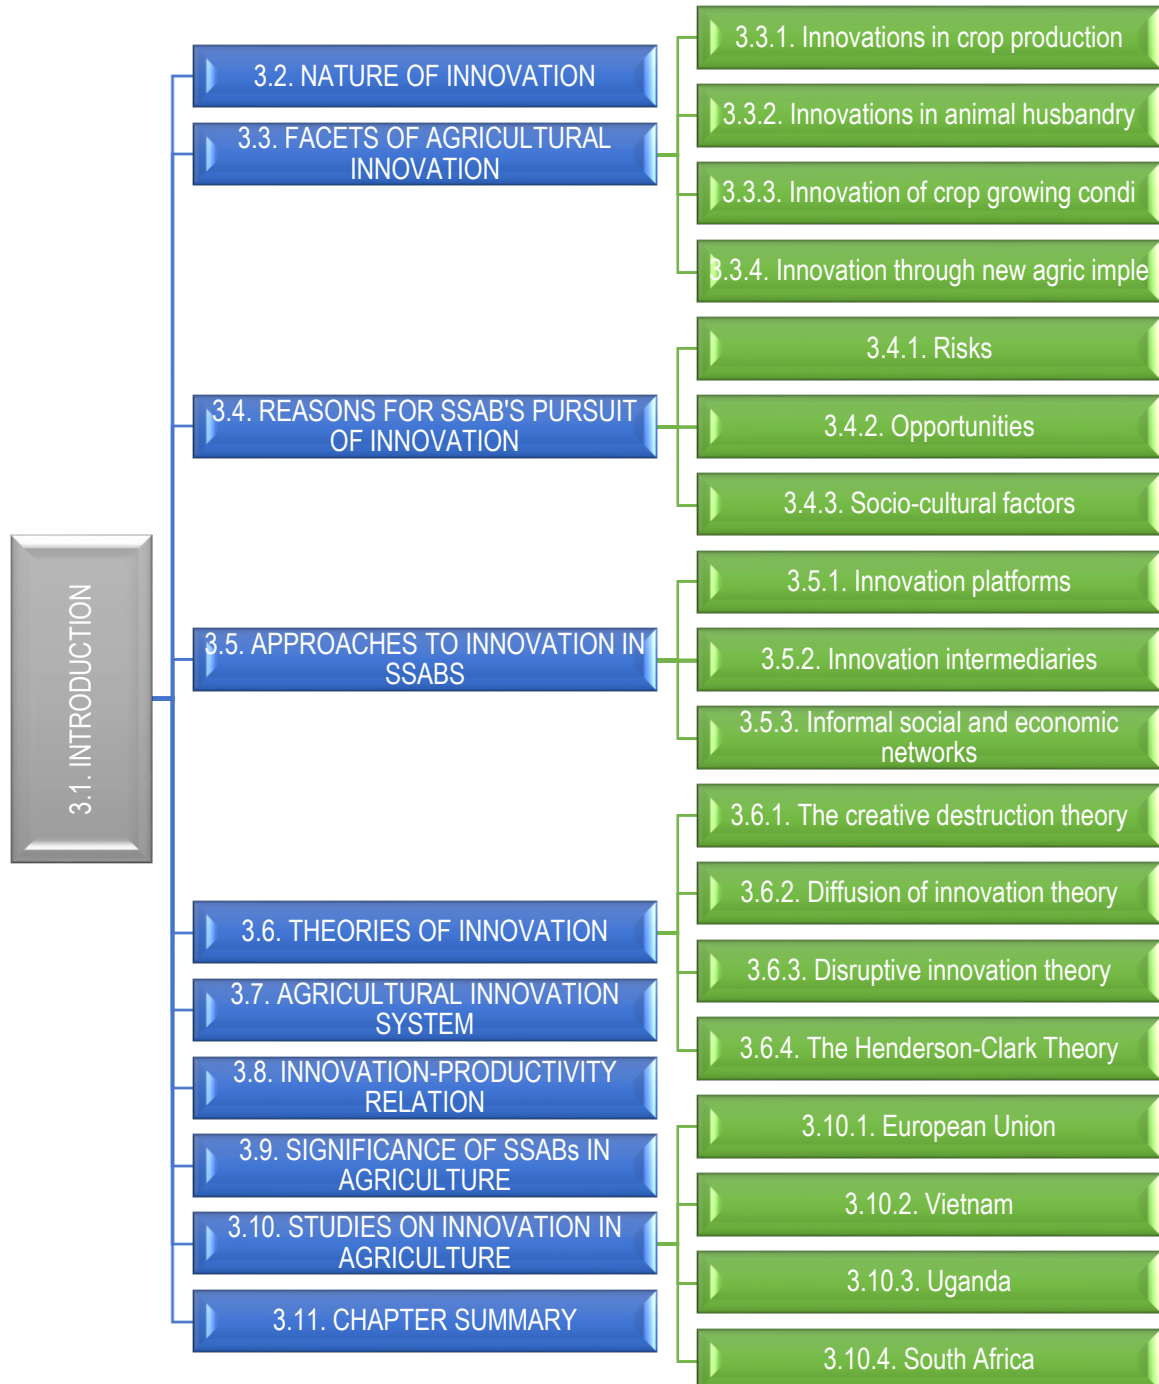 3.1. INTRODUCTION
3.2. NATURE OF INNOVATION
3.3. FACETS OF AGRICULTURAL
INNOVATION
3.3.1. Innovations in crop production
3.3.2. Innovations in animal husbandry
3.3.3. Innovation of crop growing condi
3.3.4. Innovation through new agric imple
3.4. REASONS FOR SSAB'S PURSUIT
OF INNOVATION
3.4.1. Risks
3.4.2. Opportunities
3.4.3. Socio-cultural factors
3.5. APPROACHES TO INNOVATION IN
SSABS
3.5.1. Innovation platforms
3.5.2. Innovation intermediaries
3.5.3. Informal social and economic
networks
3.6. THEORIES OF INNOVATION
3.6.1. The creative destruction theory
3.6.2. Diffusion of innovation theory
3.6.3. Disruptive innovation theory
3.6.4. The Henderson-Clark Theory
3.7. AGRICULTURAL INNOVATION
SYSTEM
3.8. INNOVATION-PRODUCTIVITY
RELATION
3.9. SIGNIFICANCE OF SSABs IN
AGRICULTURE
3.10. STUDIES ON INNOVATION IN
AGRICULTURE
3.10.1. European Union
3.10.2. Vietnam
3.10.3. Uganda
3.10.4. South Africa
3.11. CHAPTER SUMMARY